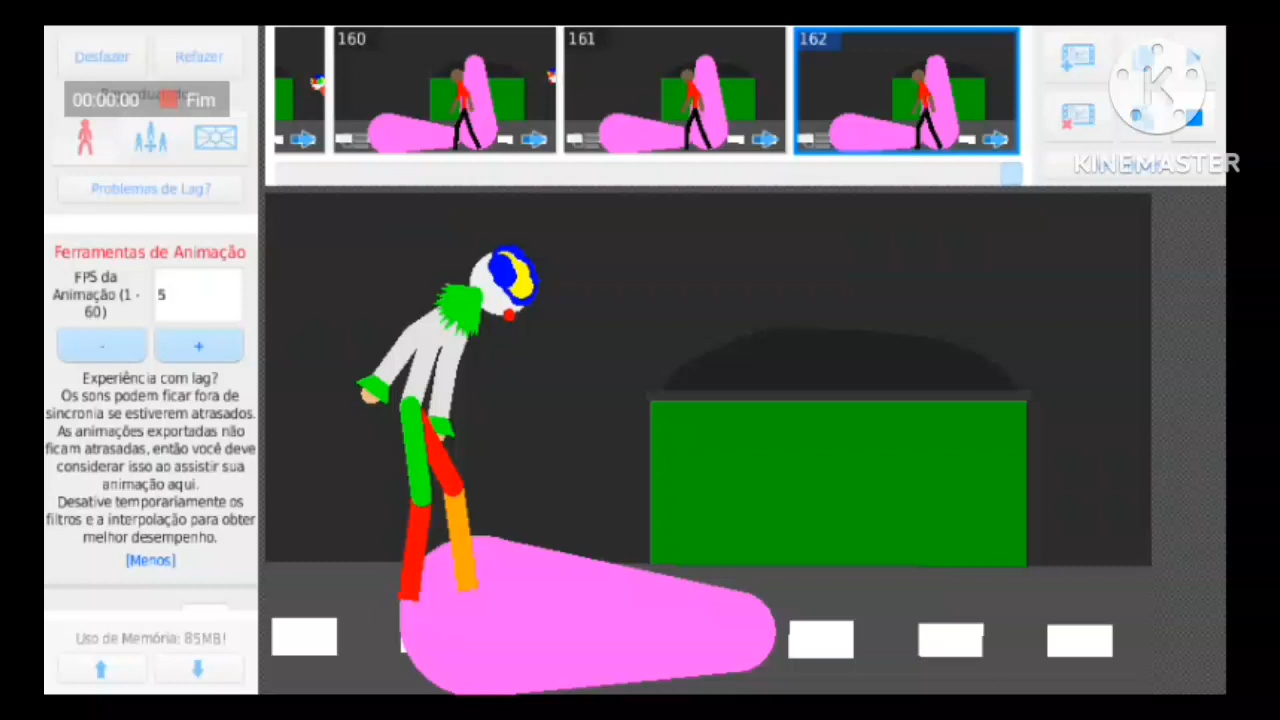 Desfazer Refazer
00:00:00 Fim
160
161
162
K
KINEMASTER
Problemas de Lag?
Ferramentas de Animação
FPS da
Animação (1 -
60)
5
- +
Experiência com lag?
Os sons podem ficar fora de
sincronia se estiverem atrasados.
As animações exportadas não
ficam atrasadas, então você deve
considerar isso ao assistir sua
animação aqui.
Desative temporariamente os
filtros e a interpolação para obter
melhor desempenho.
[Menos]
Uso de Memória: 85MB!